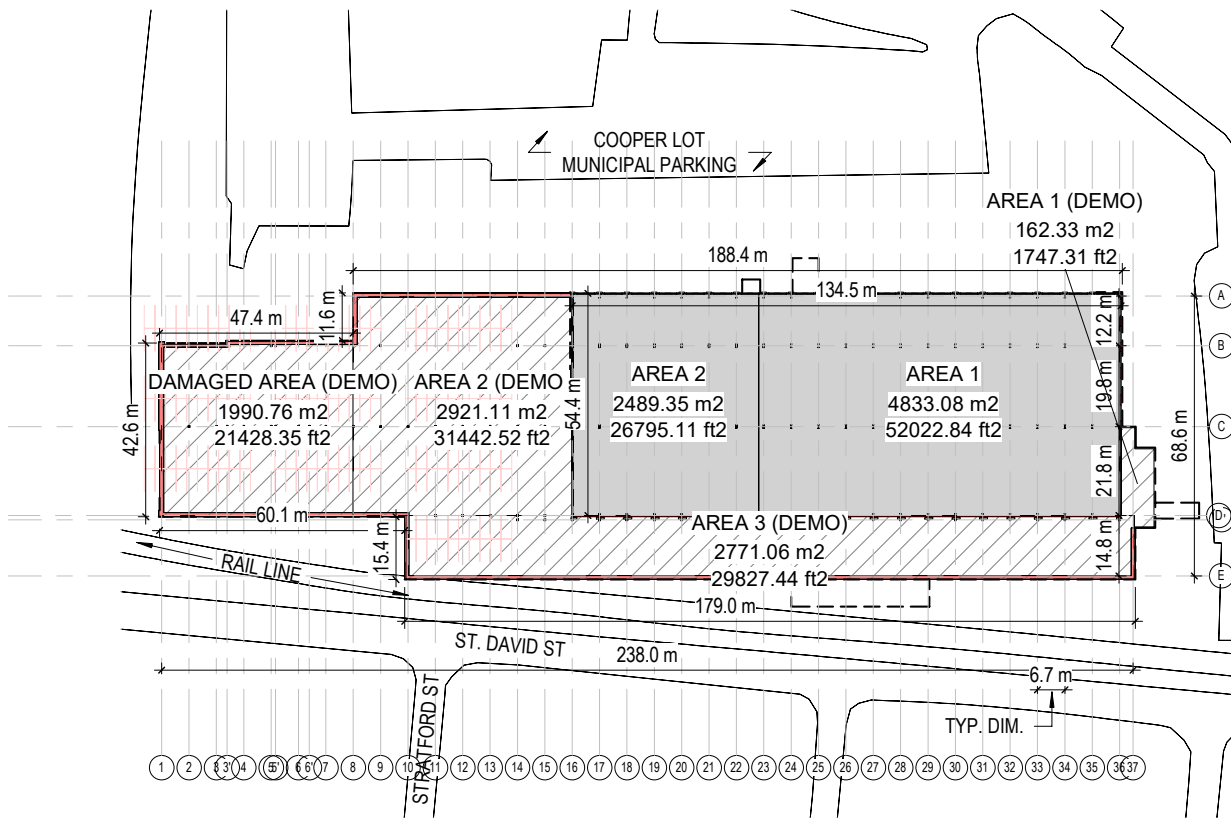 COOPER LOT
MUNICIPAL PARKING
AREA 1 (DEMO)
162.33 m2
1747.31 ft2
188.4 m
134.5 m
47.4 m
11.6 m
12.2 m
A
B
DAMAGED AREA (DEMO)
1990.76 m2
21428.35 ft2
AREA 2 (DEMO
2921.11 m2
31442.52 ft2
54.4 m
AREA 2
2489.35 m2
26795.11 ft2
AREA 1
4833.08 m2
52022.84 ft2
19.8 m
42.6 m
C
68.6 m
21.8 m
60.1 m
15.4 m
AREA 3 (DEMO)
2771.06 m2
29827.44 ft2
14.8 m
D'
E
RAIL LINE
179.0 m
ST. DAVID ST
238.0 m
6.7 m
TYP. DIM.
STRATFORD ST.
1 2 3 3' 4 5 5' 6 6' 7 8 9 10 11 12 13 14 15 16 17 18 19 20 21 22 23 24 25 26 27 28 29 30 31 32 33 34 35 36 37